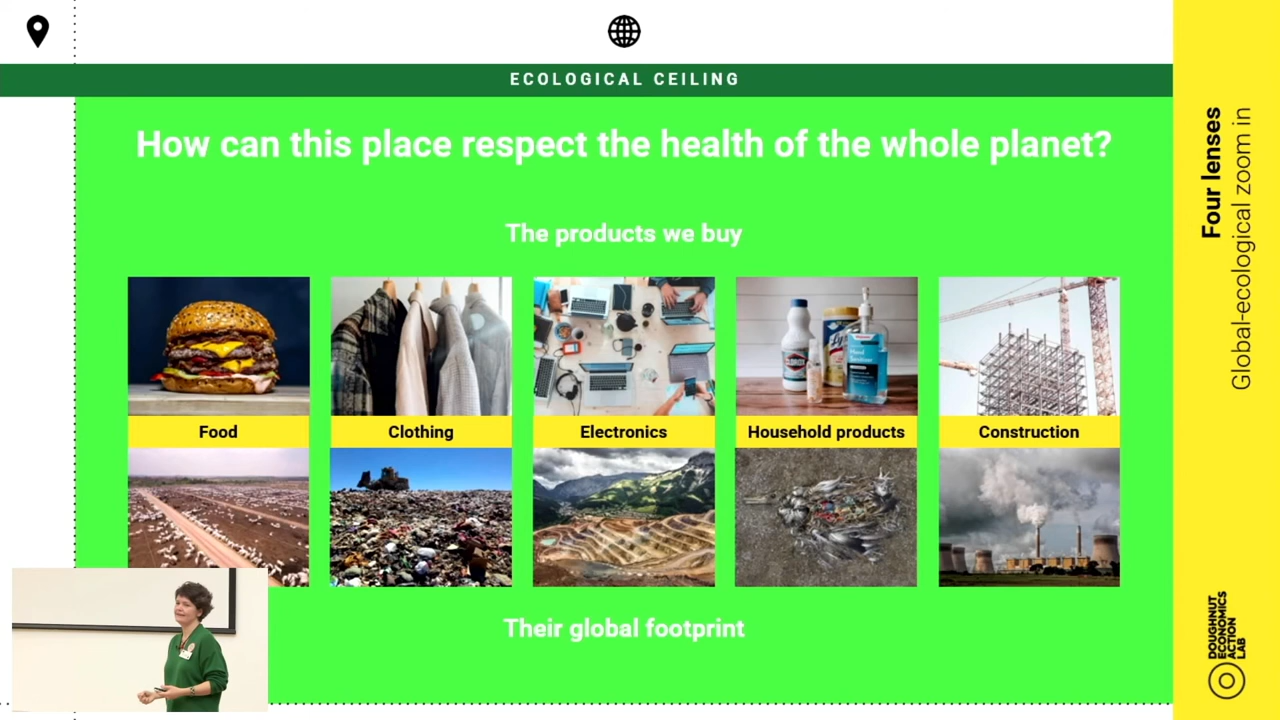 ECOLOGICAL CEILING
How can this place respect the health of the whole planet?
The products we buy
Food
Clothing
Electronics
Household products
Construction
Their global footprint
Four lenses
Global-ecological zoom in
DOUGHNUT
ECONOMICS
ACTION
LAB